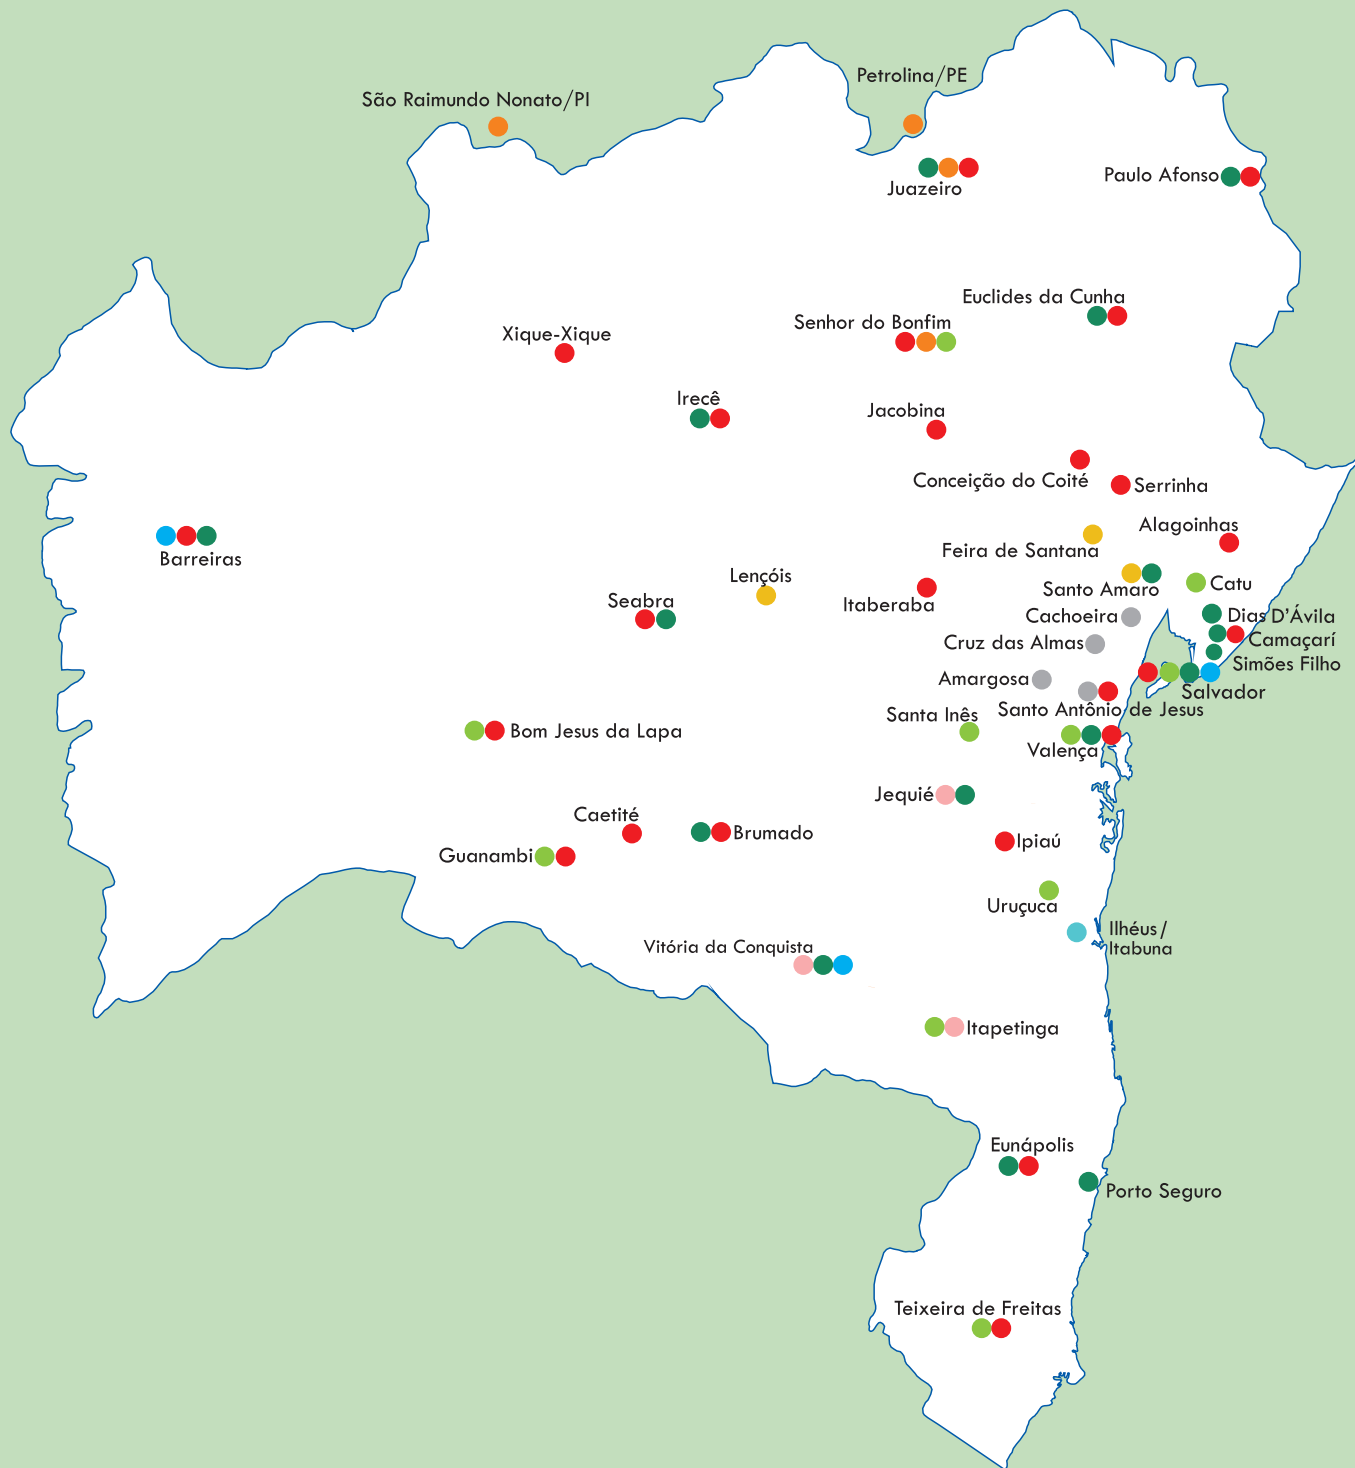 Petrolina/PE
São Raimundo Nonato/PI
Juazeiro
Paulo Afonso
Euclides da Cunha
Senhor do Bonfim
Xique-Xique
Irecê
Jacobina
Conceição do Coité
Serrinha
Alagoinhas
Feira de Santana
Barreiras
Lençóis
Catu
Santo Amaro
Seabra
Itaberaba
Cachoeira
Dias D'Ávila
Camaçarí
Cruz das Almas
Simões Filho
Amargosa
Salvador
Santo Antônio de Jesus
Santa Inês
Bom Jesus da Lapa
Valença
Jequié
Caetité
Brumado
Ipiaú
Guanambi
Uruçuca
Ilhéus/
Itabuna
Vitória da Conquista
Itapetinga
Eunápolis
Porto Seguro
Teixeira de Freitas